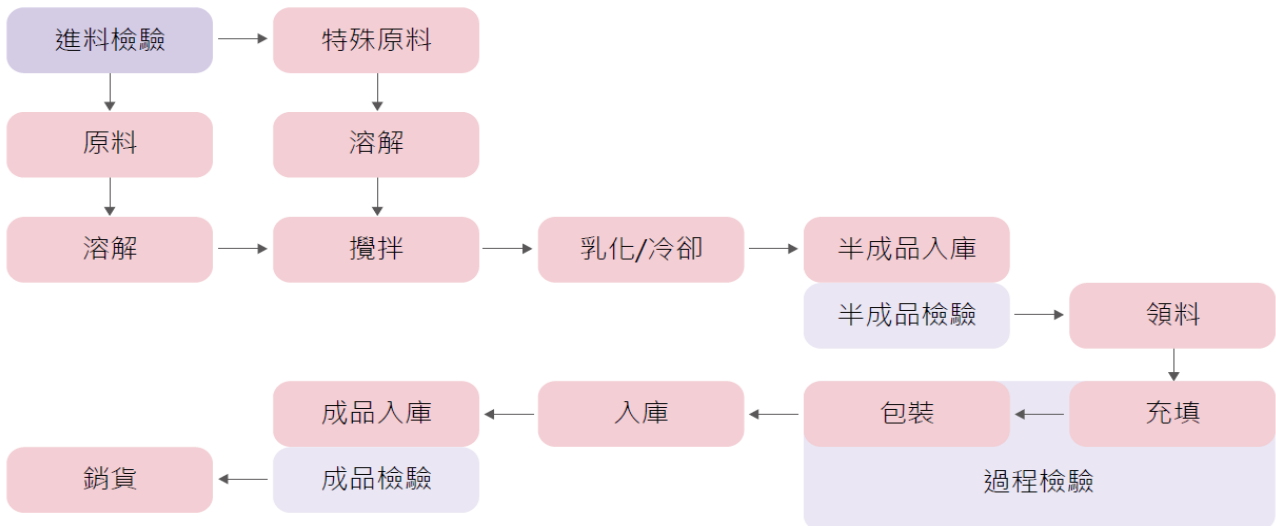 進料檢驗
特殊原料
原料
溶解
溶解
攪拌
乳化/冷卻
半成品入庫
半成品檢驗
領料
成品入庫
入庫
包裝
充填
銷貨
成品檢驗
過程檢驗